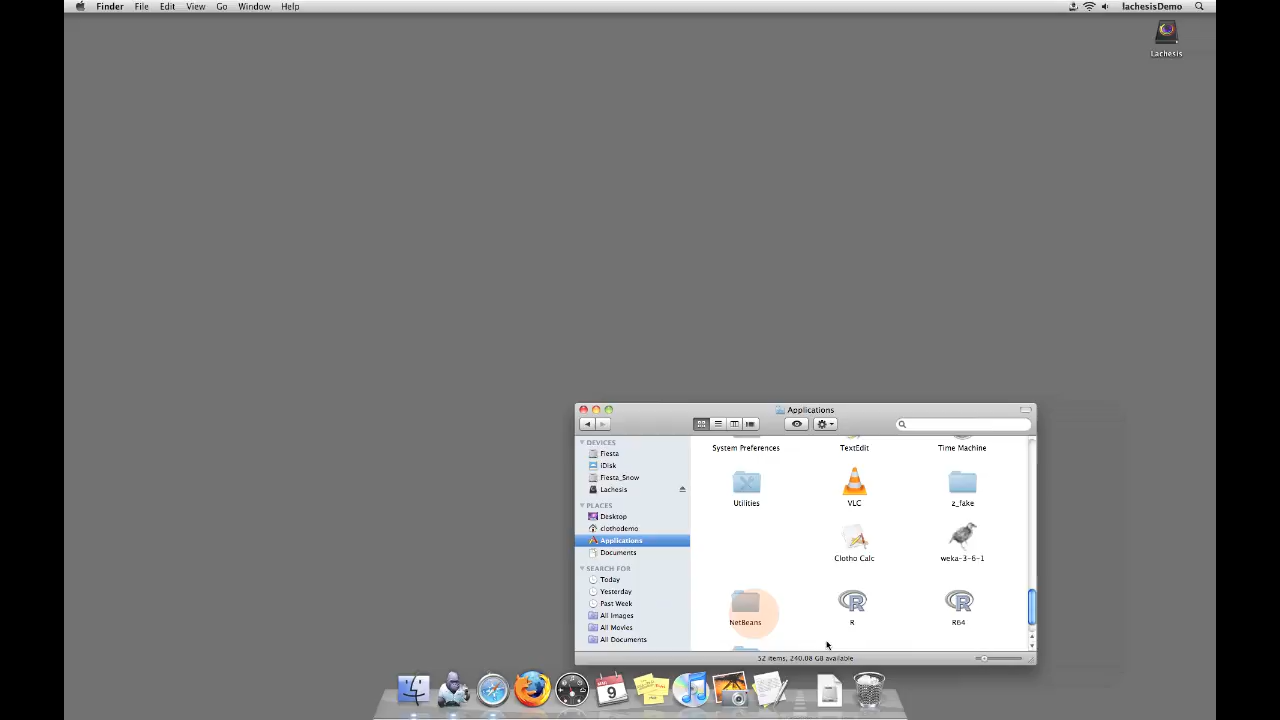 Finder File Edit View Go Window Help lachesisDemo
Lachesis
Applications
DEVICES
Fiesta
iDisk
Fiesta_Snow
Lachesis
PLACES
Desktop
clothodemo
Applications
Documents
SEARCH FOR
Today
Yesterday
Past Week
All Images
All Movies
All Documents
System Preferences TextEdit Time Machine
Utilities VLC z_fake
Clotho Calc weka-3-6-1
NetBeans R R64
52 items, 240.08 GB available
9